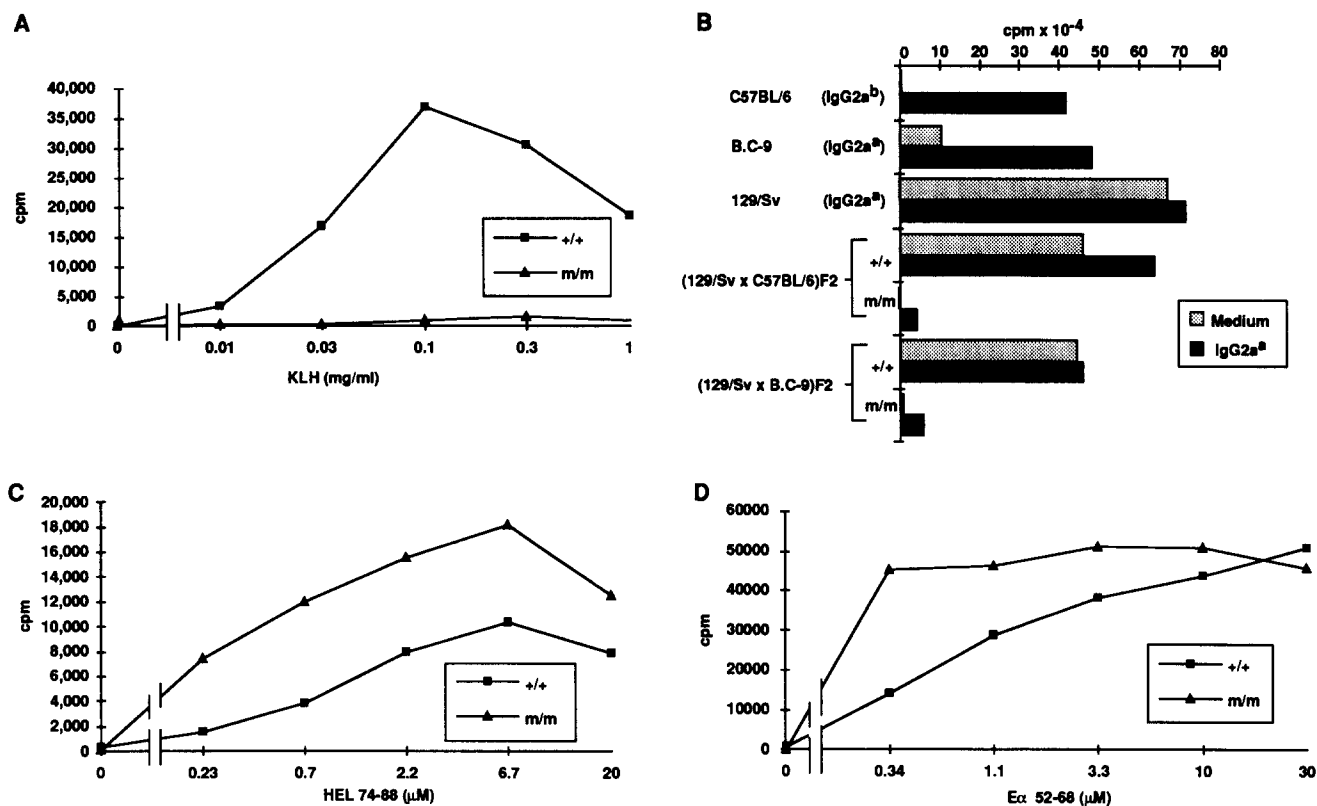 A
40,000
35,000
30,000
25,000
20,000
15,000
10,000
5,000
0
cpm
0 0.01 0.03 0.1 0.3 1
KLH (mg/ml)
+/+
m/m
B
cpm x 10-4
0 10 20 30 40 50 60 70 80
C57BL/6 (IgG2ab)
B.C-9 (IgG2aa)
129/Sv (IgG2aa)
(129/Sv x C57BL/6)F2
+/+
m/m
(129/Sv x B.C-9)F2
+/+
m/m
Medium
IgG2aa
C
20,000
18,000
16,000
14,000
12,000
10,000
8,000
6,000
4,000
2,000
0
cpm
0 0.23 0.7 2.2 6.7 20
HEL 74-88 (µM)
+/+
m/m
D
60000
50000
40000
30000
20000
10000
0
cpm
0 0.34 1.1 3.3 10 30
Eα 52-68 (µM)
+/+
m/m